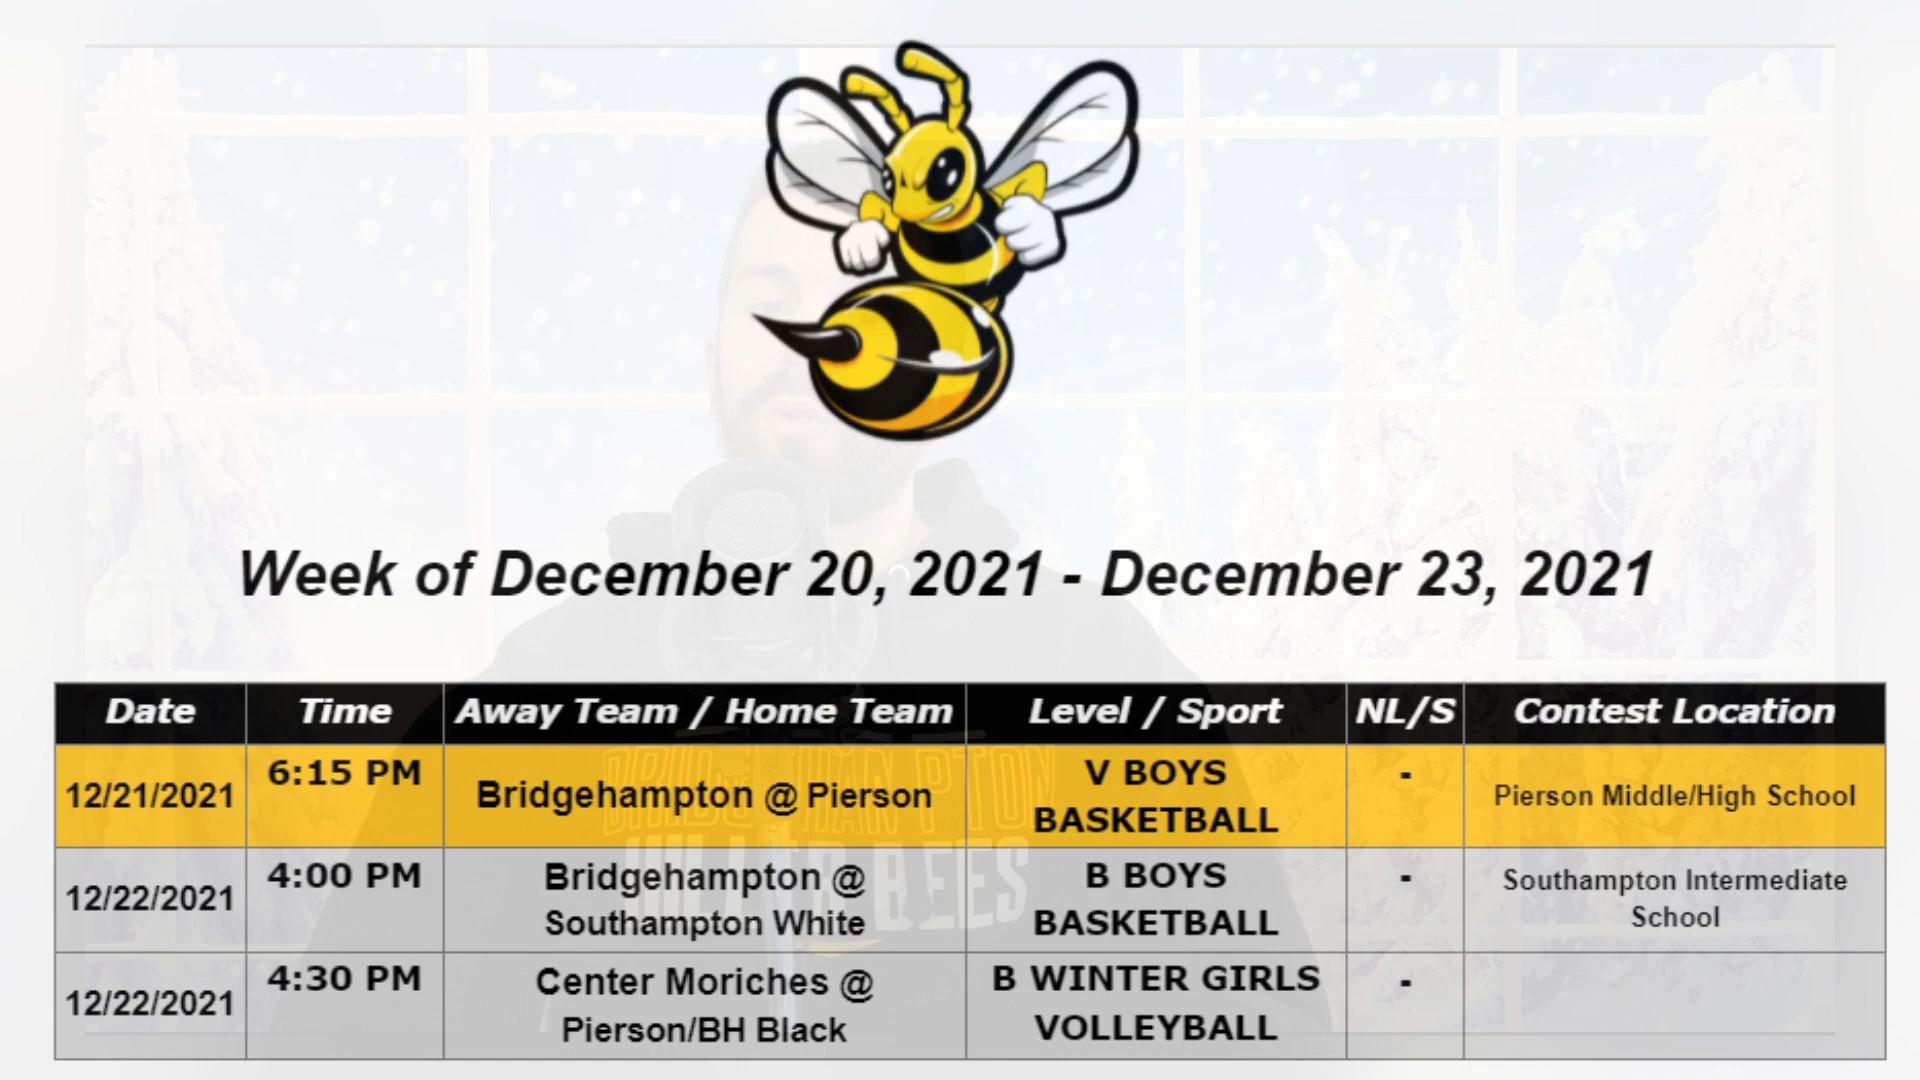 Week of December 20, 2021 - December 23, 2021
Date Time Away Team / Home Team Level / Sport NL/S Contest Location
12/21/2021 6:15 PM Bridgehampton @ Pierson V BOYS BASKETBALL - Pierson Middle/High School
12/22/2021 4:00 PM Bridgehampton @ Southampton White B BOYS BASKETBALL - Southampton Intermediate School
12/22/2021 4:30 PM Center Moriches @ Pierson/BH Black B WINTER GIRLS VOLLEYBALL -
BRIDGEHAMPTON
KILLER BEES